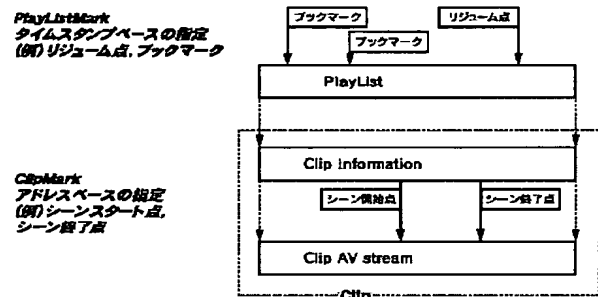 PlayListMark
タイムスタンプベースの指定
(例)リジューム点,ブックマーク
ブックマーク
ブックマーク
リジューム点
PlayList
Clip Information
ClipMark
アドレスベースの指定
(例)シーンスタート点,
シーン終了点
シーン開始点
シーン終了点
Clip AV stream
Clip